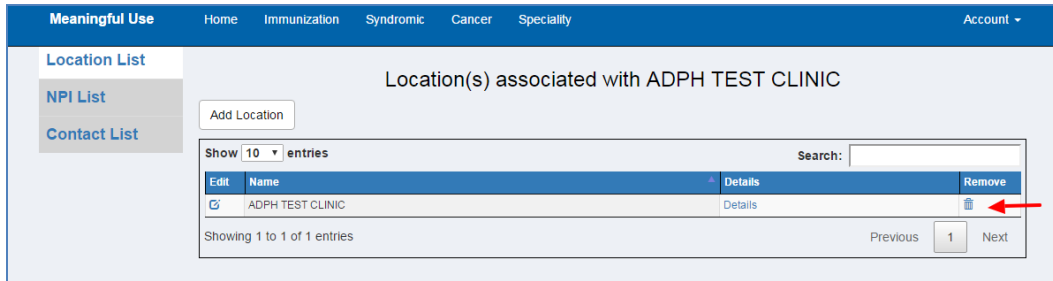 Meaningful Use Home Immunization Syndromic Cancer Speciality Account
Location List
NPI List
Contact List
Location(s) associated with ADPH TEST CLINIC
Add Location
Show 10 entries Search:
Edit Name Details Remove
ADPH TEST CLINIC Details
Showing 1 to 1 of 1 entries Previous 1 Next